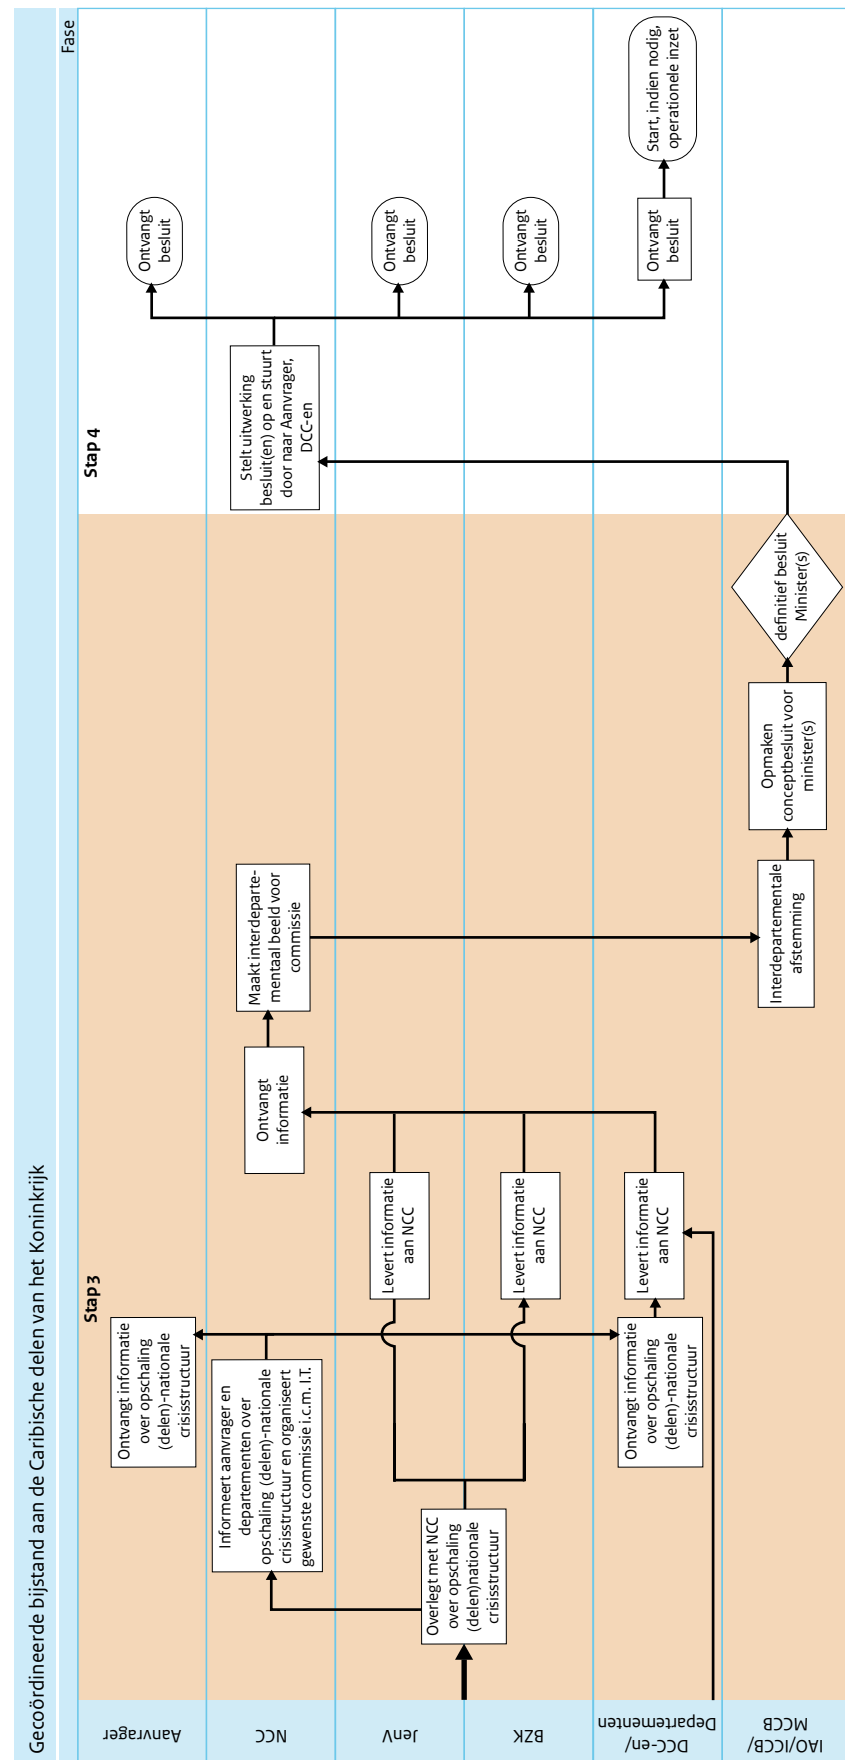 Gecoördineerde bijstand aan de Caribische delen van het Koninkrijk
Fase
Stap 3
Stap 4
Aanvrager
Ontvangt informatie
over opschaling
(delen)-nationale
crisisstructuur
Ontvangt
besluit
NCC
Informeert aanvrager en
departementen over
opschaling (delen)-nationale
crisisstructuur en organiseert
gewenste commissie i.c.m. I.T.
Ontvangt
informatie
Maakt interdeparte-
mentaal beeld voor
commissie
Stelt uitwerking
besluit(en) op en stuurt
door naar Aanvrager,
DCC-en
JenV
Overlegt met NCC
over opschaling
(delen)nationale
crisisstructuur
Levert informatie
aan NCC
Ontvangt
besluit
BZK
Levert informatie
aan NCC
Ontvangt
besluit
DCC-en/
Departementen
Ontvangt informatie
over opschaling
(delen)-nationale
crisisstructuur
Levert informatie
aan NCC
Ontvangt
besluit
Start, indien nodig,
operationele inzet
IAO/ICCB/
MCCB
Interdepartementale
afstemming
Opmaken
conceptbesluit voor
minister(s)
definitief besluit
Minister(s)